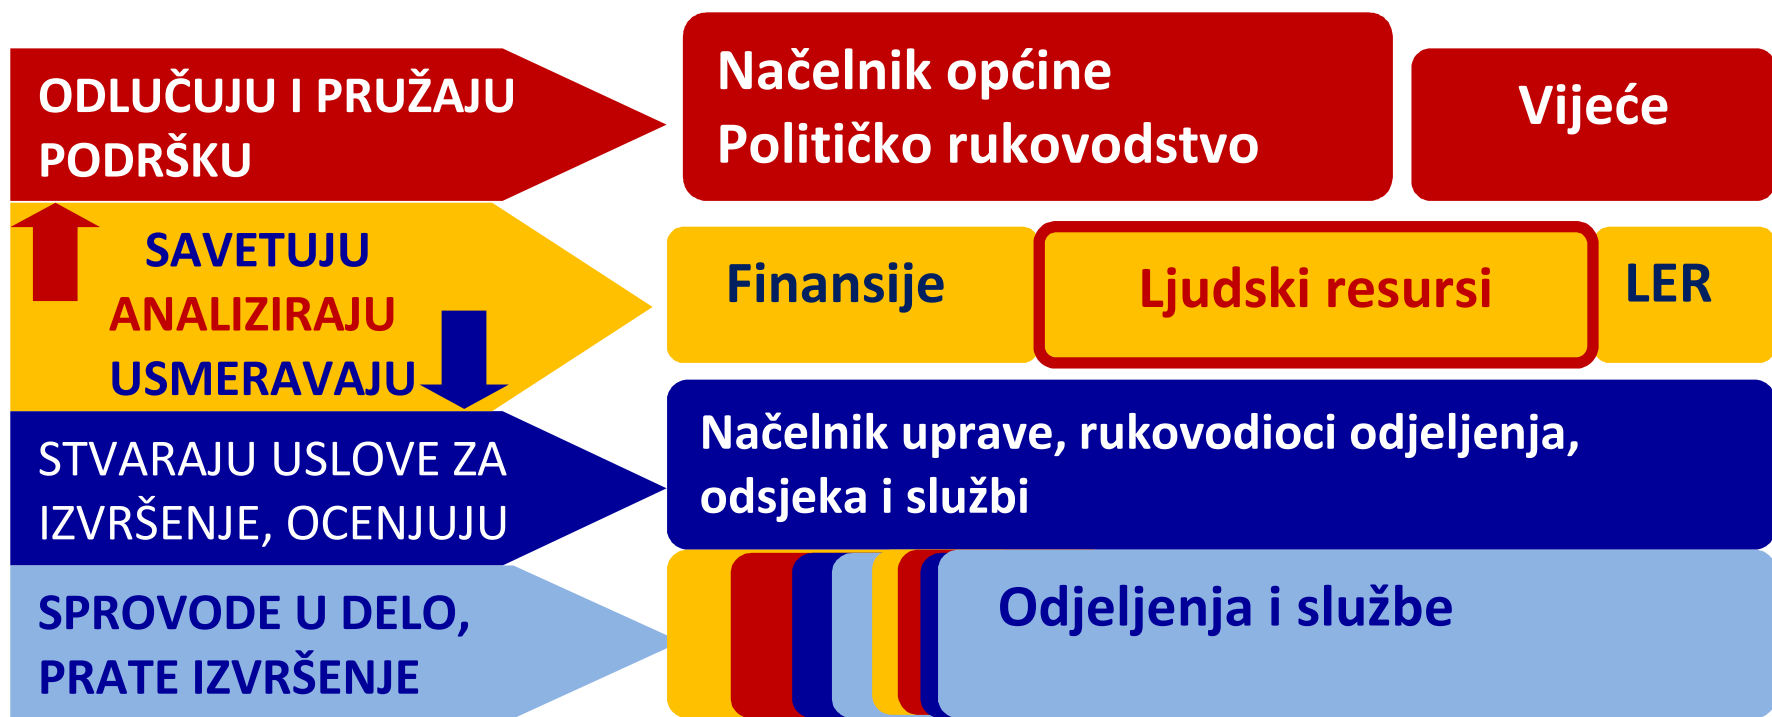 ODLUČUJU I PRUŽAJU
PODRŠKU
Načelnik općine
Političko rukovodstvo
Vijeće
SAVETUJU
ANALIZIRAJU
USMERAVAJU
Finansije
Ljudski resursi
LER
STVARAJU USLOVE ZA
IZVRŠENJE, OCENJUJU
Načelnik uprave, rukovodioci odjeljenja,
odsjeka i službi
SPROVODE U DELO,
PRATE IZVRŠENJE
Odjeljenja i službe